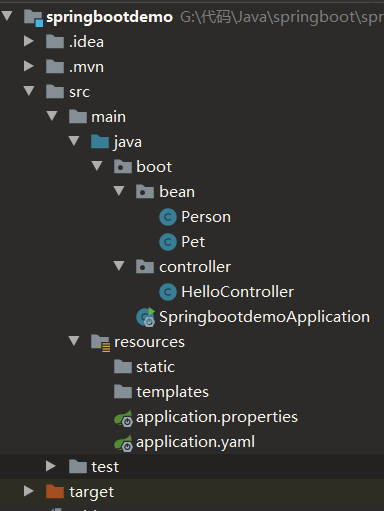 springbootdemo G:\代码\Java\springboot\spr
.idea
.mvn
src
main
java
boot
bean
Person
Pet
controller
HelloController
SpringbootdemoApplication
resources
static
templates
application.properties
application.yaml
test
target